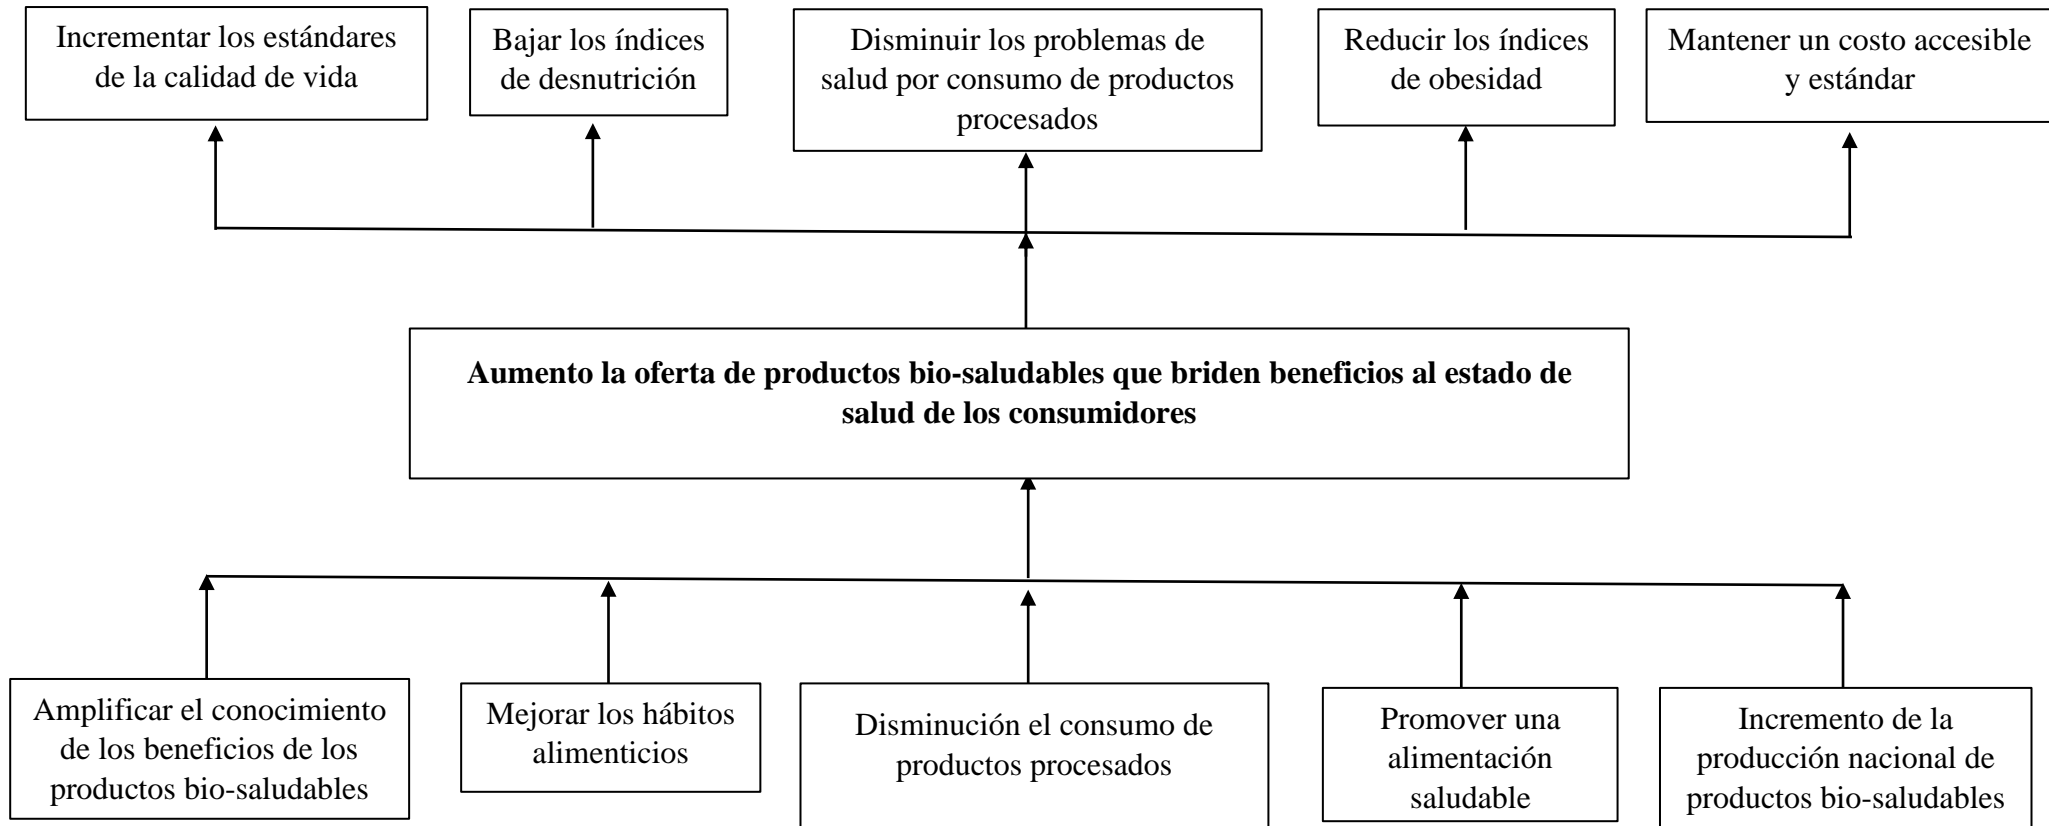 Incrementar los estándares
de la calidad de vida
Bajar los índices
de desnutrición
Disminuir los problemas de
salud por consumo de productos
procesados
Reducir los índices
de obesidad
Mantener un costo accesible
y estándar
Aumento la oferta de productos bio-saludables que briden beneficios al estado de
salud de los consumidores
Amplificar el conocimiento
de los beneficios de los
productos bio-saludables
Mejorar los hábitos
alimenticios
Disminución el consumo de
productos procesados
Promover una
alimentación
saludable
Incremento de la
producción nacional de
productos bio-saludables